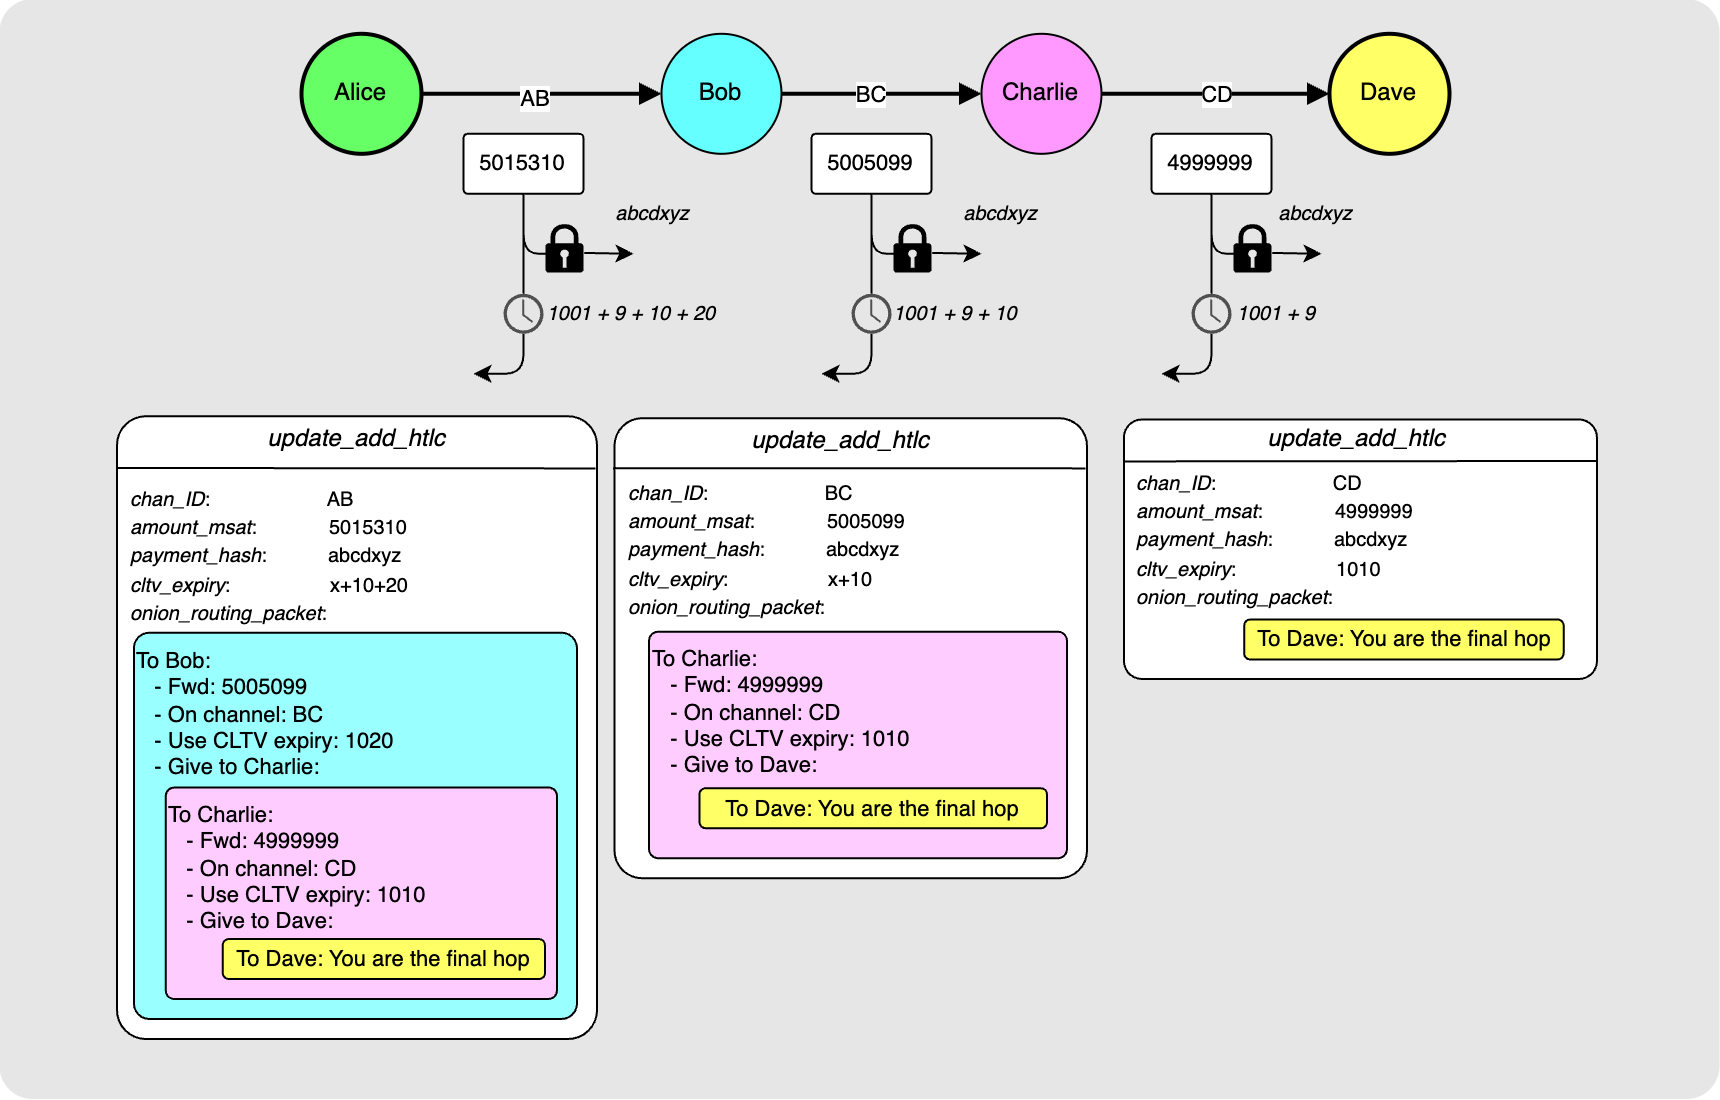 Alice
AB
Bob
BC
Charlie
CD
Dave
5015310
5005099
4999999
abcdxyz
abcdxyz
abcdxyz
1001 + 9 + 10 + 20
1001 + 9 + 10
1001 + 9
update_add_htlc
chan_ID: AB
amount_msat: 5015310
payment_hash: abcdxyz
cltv_expiry: x+10+20
onion_routing_packet:
To Bob:
- Fwd: 5005099
- On channel: BC
- Use CLTV expiry: 1020
- Give to Charlie:
To Charlie:
- Fwd: 4999999
- On channel: CD
- Use CLTV expiry: 1010
- Give to Dave:
To Dave: You are the final hop
update_add_htlc
chan_ID: BC
amount_msat: 5005099
payment_hash: abcdxyz
cltv_expiry: x+10
onion_routing_packet:
To Charlie:
- Fwd: 4999999
- On channel: CD
- Use CLTV expiry: 1010
- Give to Dave:
To Dave: You are the final hop
update_add_htlc
chan_ID: CD
amount_msat: 4999999
payment_hash: abcdxyz
cltv_expiry: 1010
onion_routing_packet:
To Dave: You are the final hop